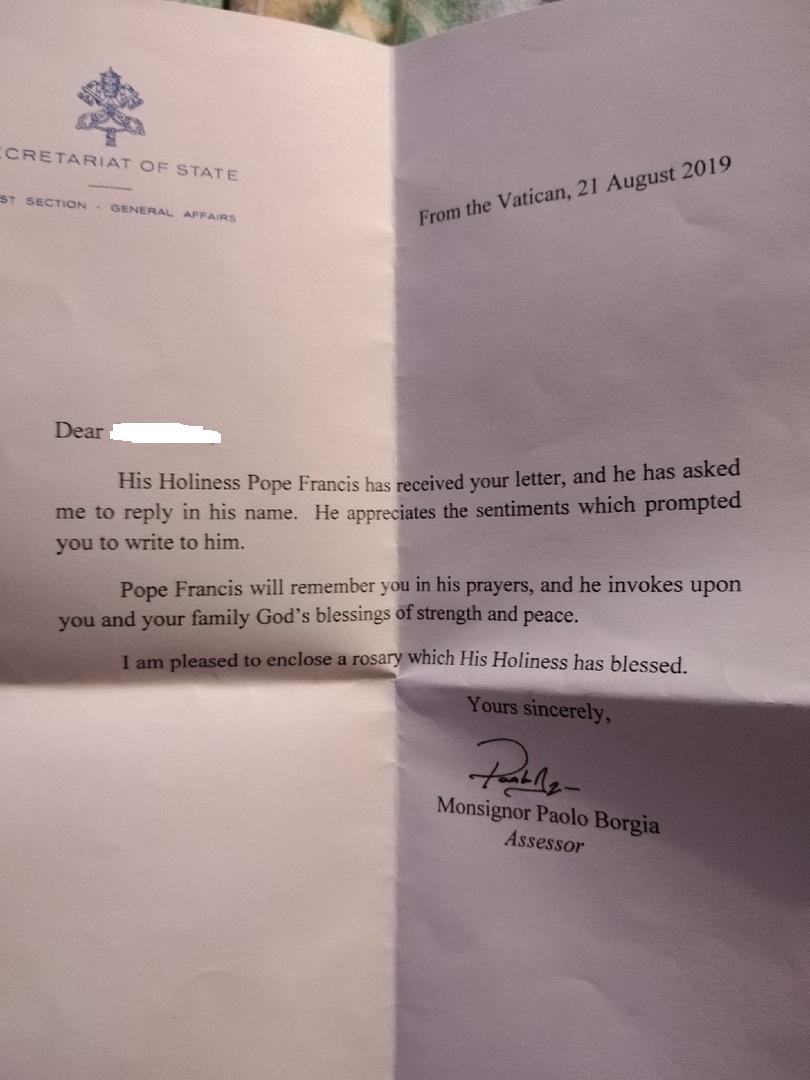 CRETARIAT OF STATE
ST SECTION - GENERAL AFFAIRS
From the Vatican, 21 August 2019
Dear
His Holiness Pope Francis has received your letter, and he has asked
me to reply in his name. He appreciates the sentiments which prompted
you to write to him.
Pope Francis will remember you in his prayers, and he invokes upon
you and your family God's blessings of strength and peace.
I am pleased to enclose a rosary which His Holiness has blessed.
Yours sincerely,
Monsignor Paolo Borgia
Assessor